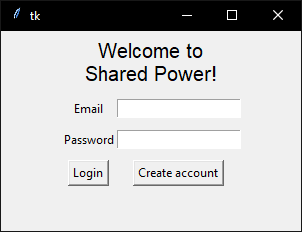 tk
Welcome to
Shared Power!
Email
Password
Login Create account